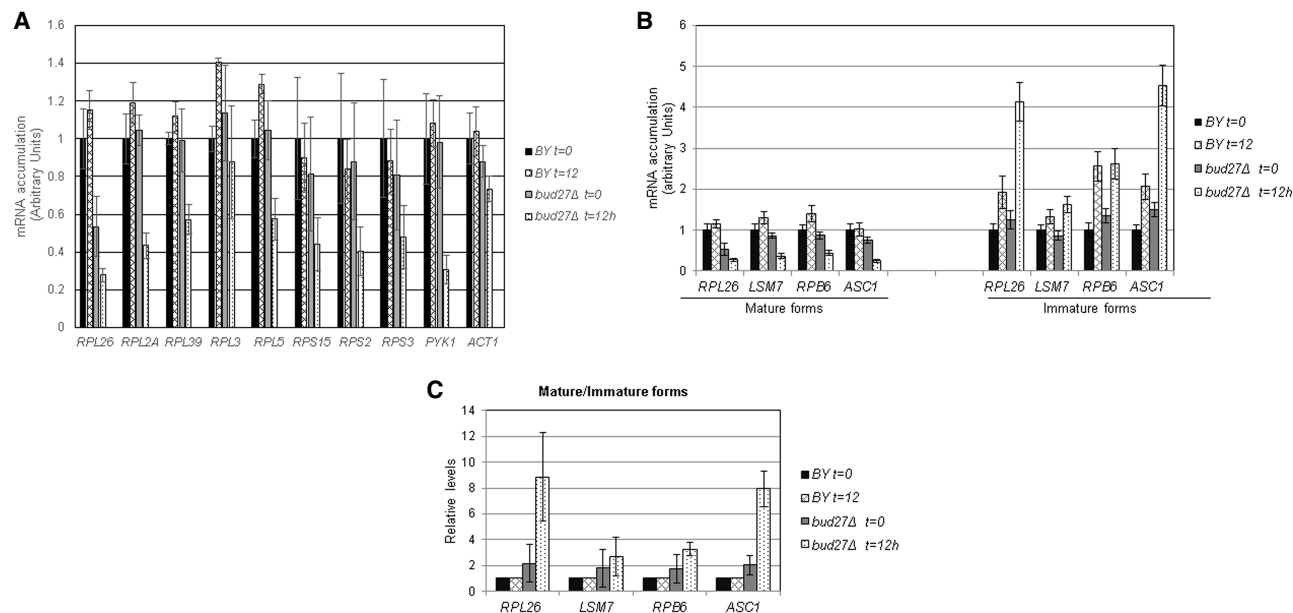 A
mRNA accumulation
(Arbitrary Units)
1.6
1.4
1.2
1
0.8
0.6
0.4
0.2
0
RPL26 RPL2A RPL39 RPL3 RPL5 RPS15 RPS2 RPS3 PYK1 ACT1
BY t=0
BY t=12
bud27Δ t=0
bud27Δ t=12h
B
mRNA accumulation
(arbitrary Units)
6
5
4
3
2
1
0
RPL26 LSM7 RPB6 ASC1 RPL26 LSM7 RPB6 ASC1
Mature forms Immature forms
BY t=0
BY t=12
bud27Δ t=0
bud27Δ t=12h
C
Mature/Immature forms
Relative levels
14
12
10
8
6
4
2
0
RPL26 LSM7 RPB6 ASC1
BY t=0
BY t=12
bud27Δ t=0
bud27Δ t=12h